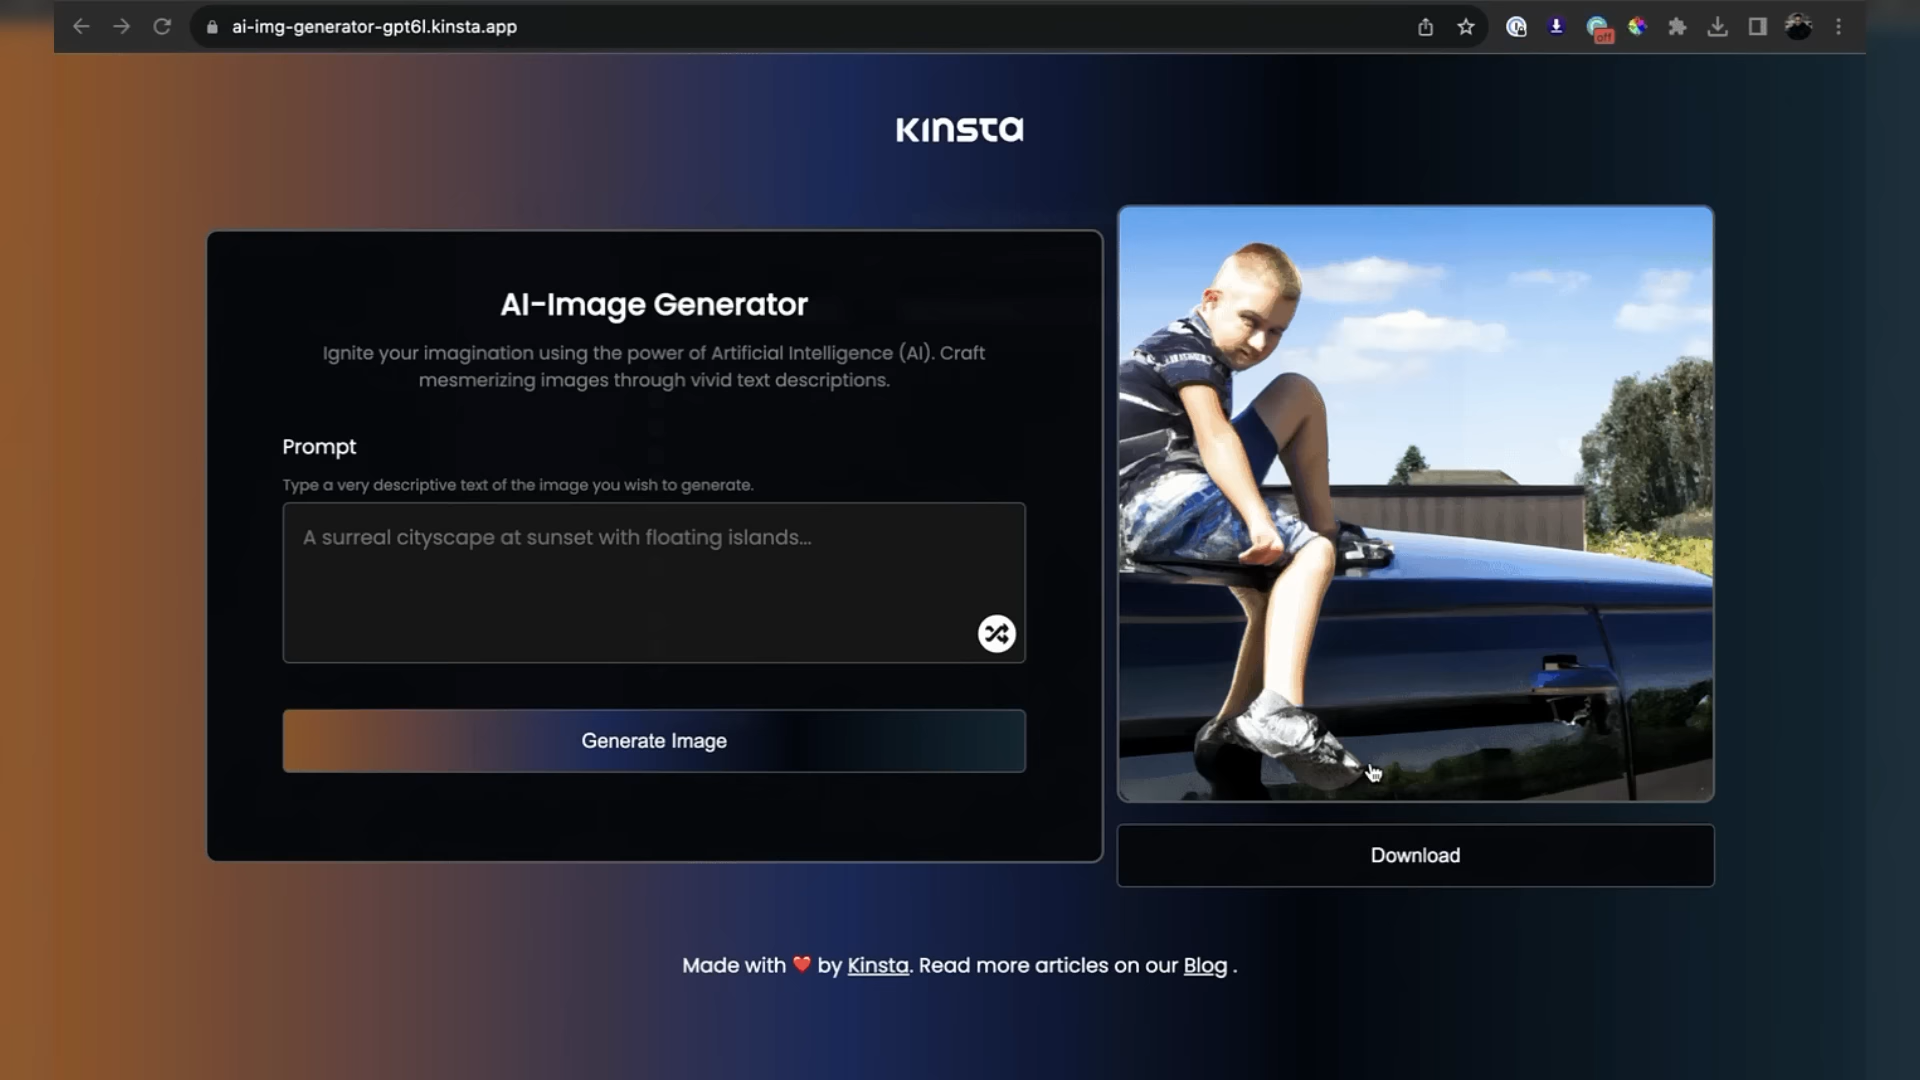 ai-img-generator-gpt6l.kinsta.app
off
Kinsta
AI-Image Generator
Ignite your imagination using the power of Artificial Intelligence (AI). Craft
mesmerizing images through vivid text descriptions.
Prompt
Type a very descriptive text of the image you wish to generate.
A surreal cityscape at sunset with floating islands...
Generate Image
Download
Made with ❤️ by Kinsta. Read more articles on our Blog .